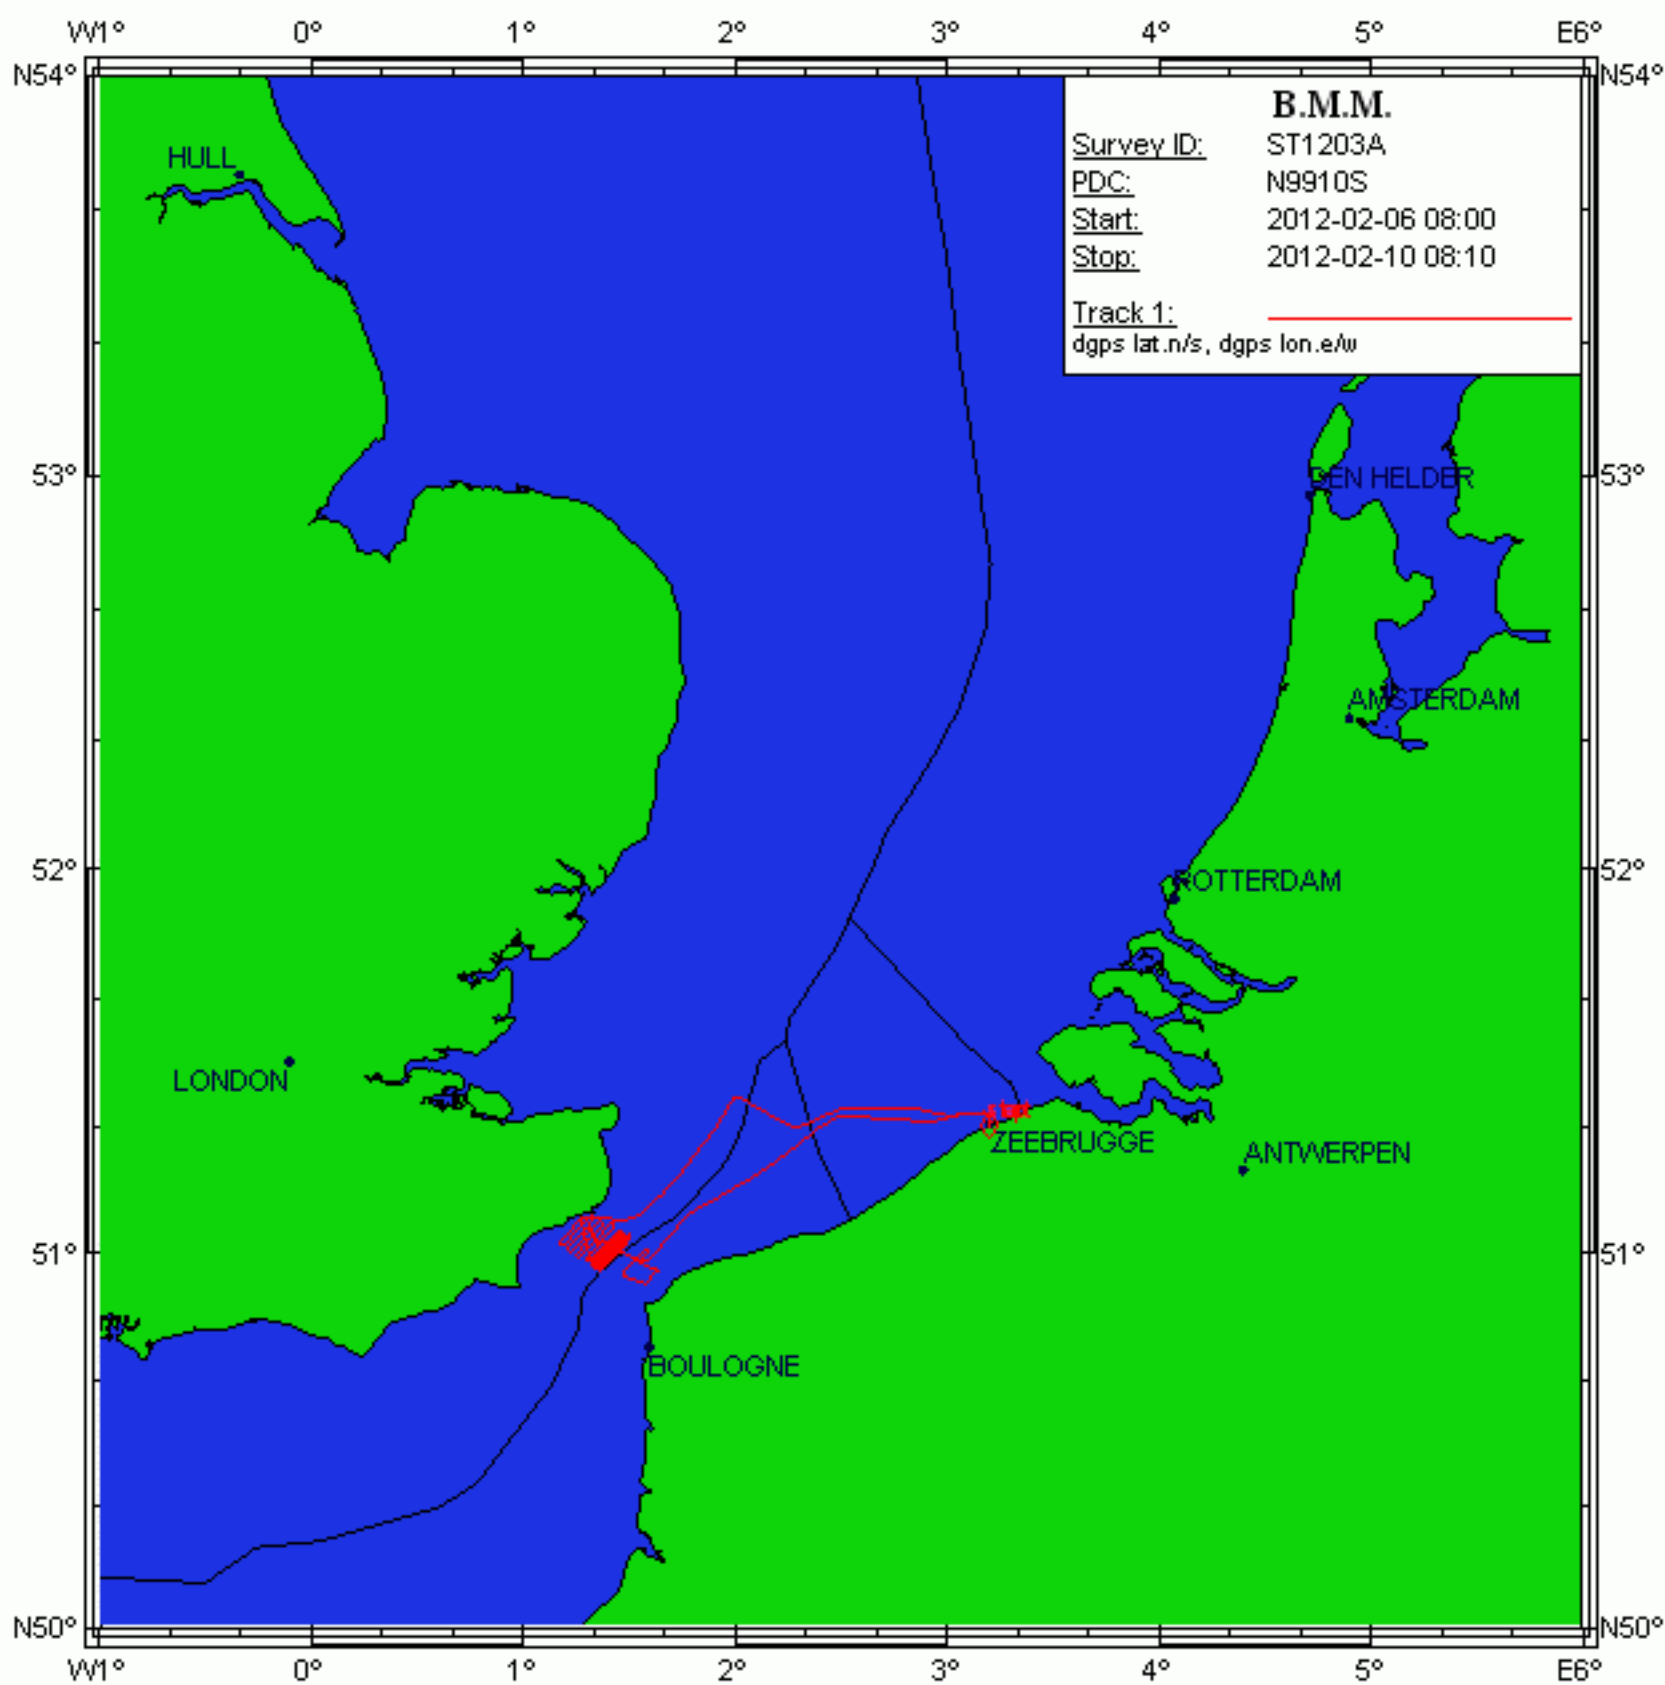 W1° 0° 1° 2° 3° 4° 5° E6°
N54° N54°
B.M.M.
Survey ID: ST1203A
PDC: N9910S
Start: 2012-02-06 08:00
Stop: 2012-02-10 08:10
Track 1:
dgps lat.n/s, dgps lon.e/w
HULL
53° 53°
DEN HELDER
AMSTERDAM
52° 52°
ROTTERDAM
LONDON
ZEEBRUGGE
ANTWERPEN
51° 51°
BOULOGNE
N50° N50°
W1° 0° 1° 2° 3° 4° 5° E6°